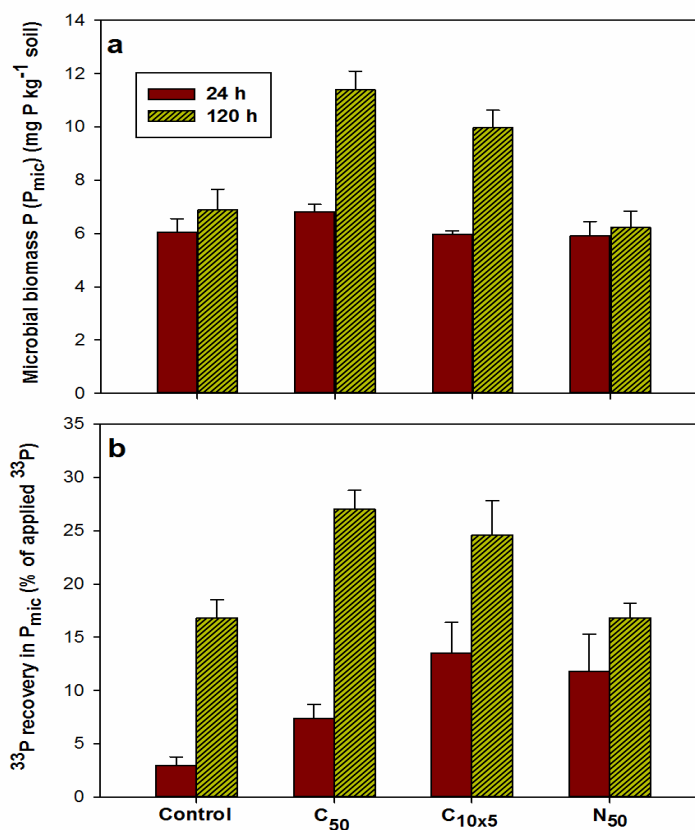 Microbial biomass P (Pmic) (mg P kg-1 soil)
14
12
10
8
6
4
2
0
a
24 h
120 h
33P recovery in Pmic (% of applied 33P)
35
30
25
20
15
10
5
0
b
Control
C50
C10x5
N50